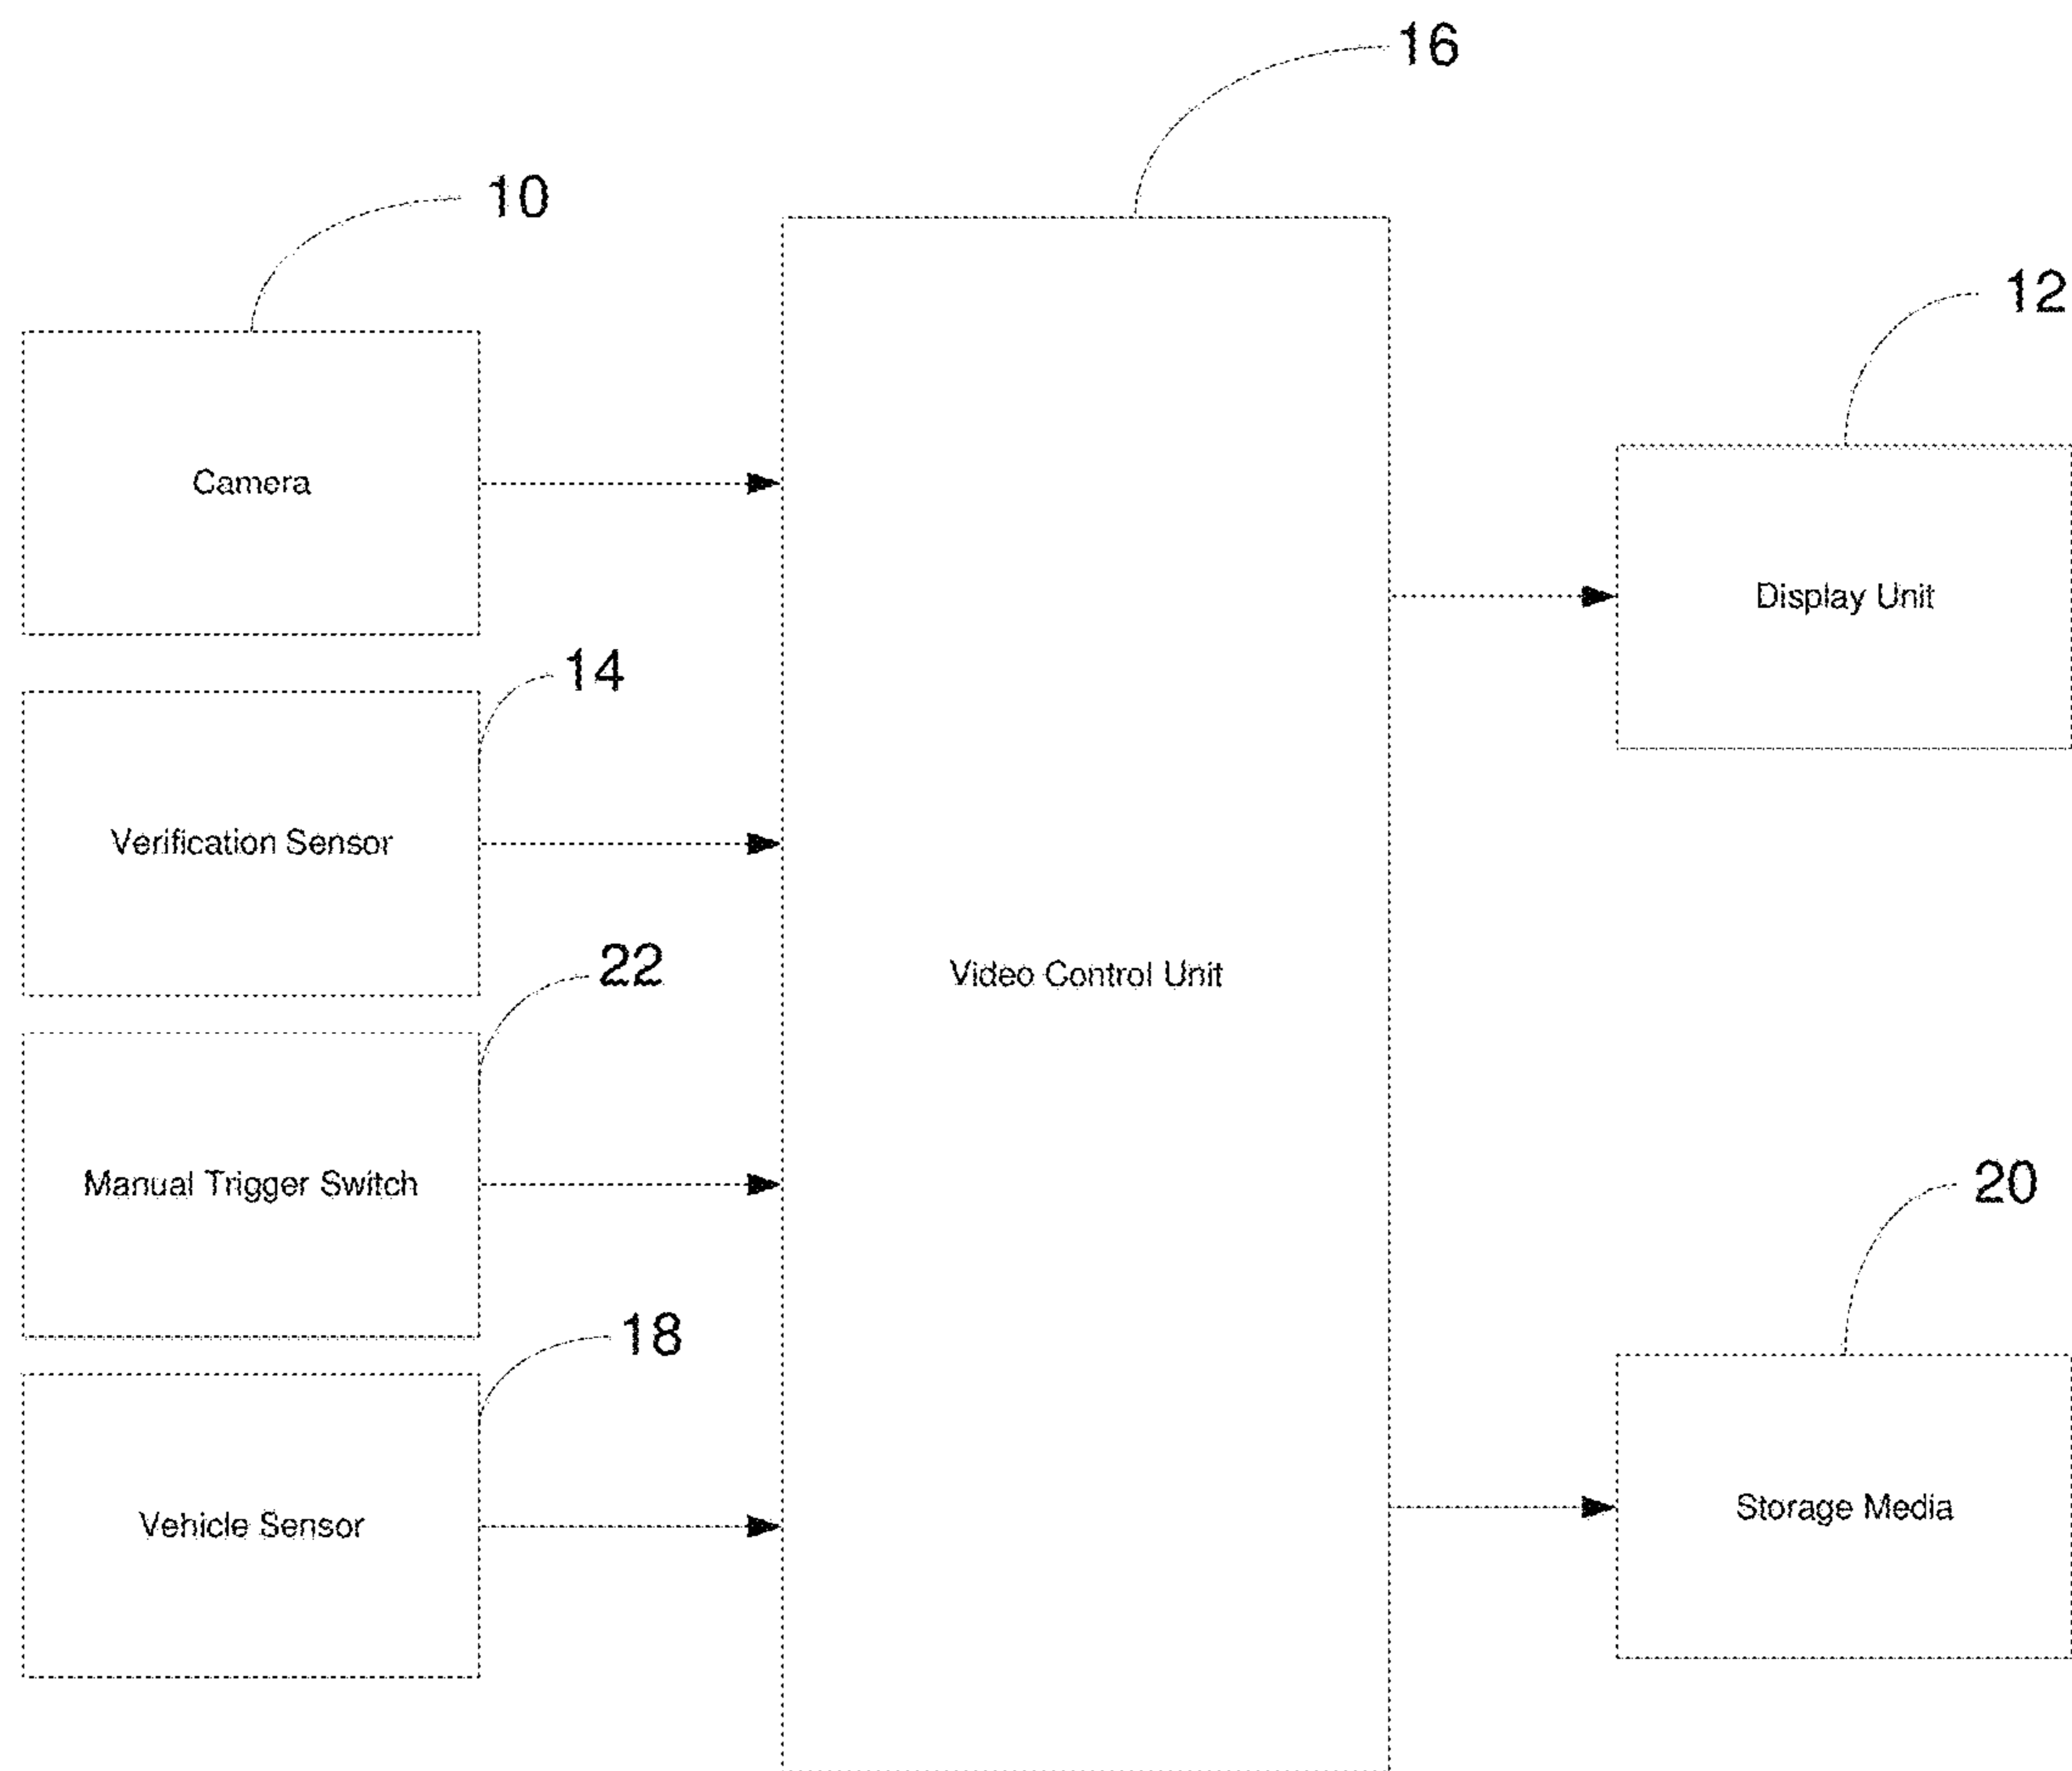 16
10
12
Camera
Display Unit
14
Verification Sensor
22
Video Control Unit
Manual Trigger Switch
20
18
Storage Media
Vehicle Sensor